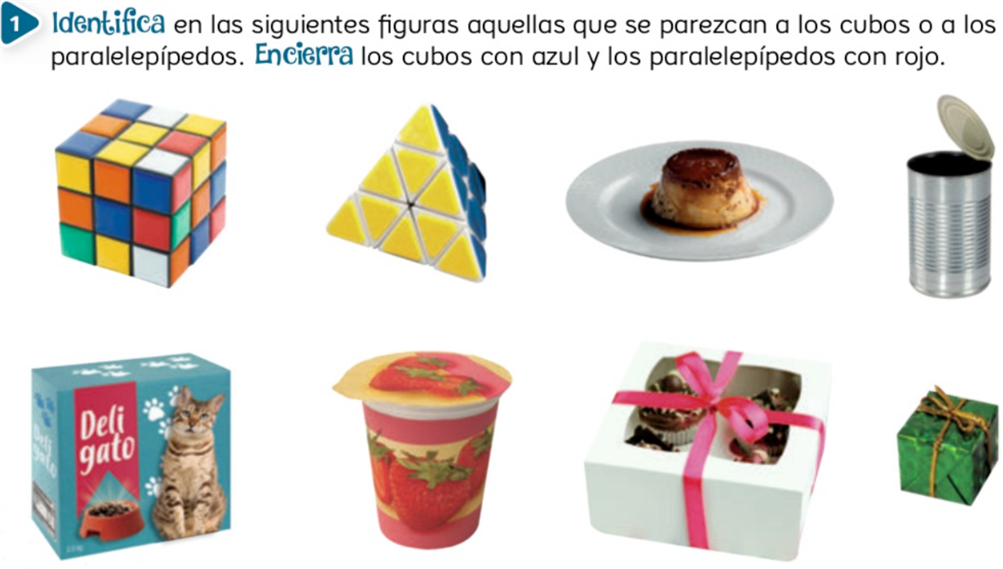 1 Identifica en las siguientes figuras aquellas que se parezcan a los cubos o a los
paralelepípedos. Encierra los cubos con azul y los paralelepípedos con rojo.
Deli
gato
Deli
gato